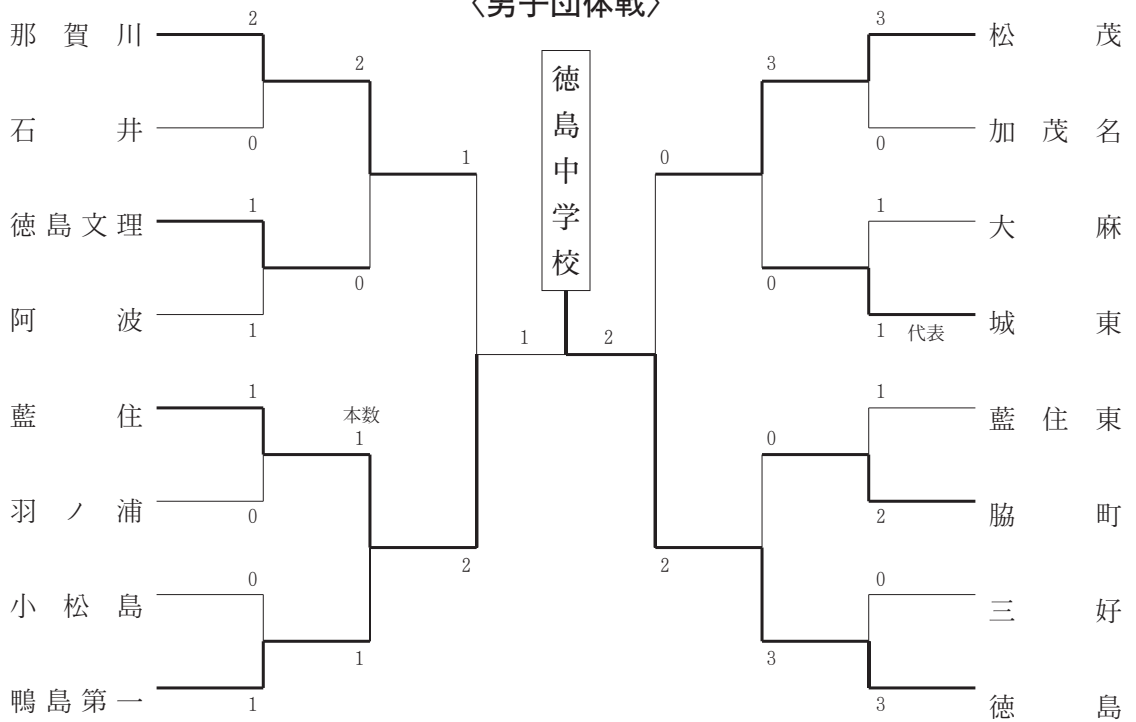 〈男子団体戦〉
徳島中学校
那賀川
2
石井
0
2
徳島文理
1
阿波
1
0
1
藍住
1
羽ノ浦
0
本数
1
小松島
0
鴨島第一
1
1
2
1
2
3
松茂
0
加茂名
3
0
1
大麻
1 代表
城東
0
1
藍住東
2
脇町
0
2
0
三好
3
徳島
3